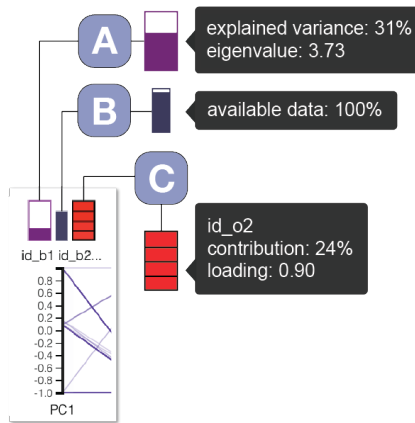 A
explained variance: 31%
eigenvalue: 3.73
B
available data: 100%
C
id_o2
contribution: 24%
loading: 0.90
id_b1 id_b2...
0.8
0.6
0.4
0.2
0.0
-0.2
-0.4
-0.6
-0.8
-1.0
PC1